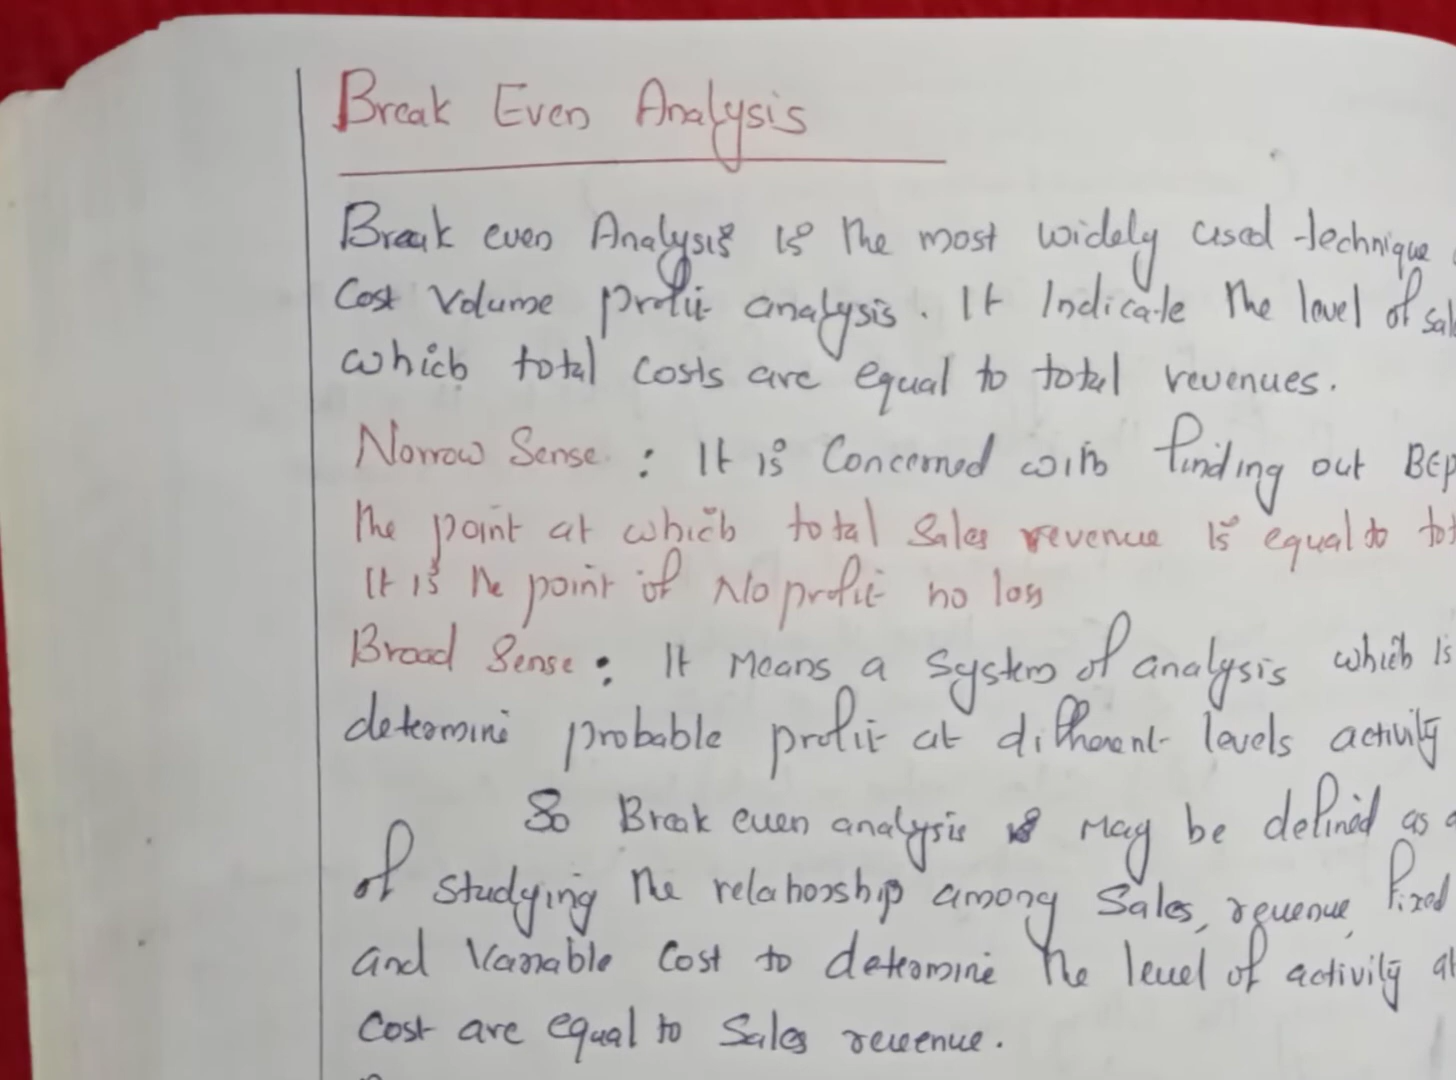 Break Even Analysis
Break even Analysis is the most widely used technique
Cost Volume profit analysis. It Indicate the level of sal
which total costs are equal to total revenues.
Narrow Sense : It is Concerned with finding out BEP
the point at which total Sales revenue is equal to tot
It is the point of No profit no loss
Broad Sense : It Means a System of analysis which is
determine probable profit at different levels activity
So Break even analysis may be defined as a
of studying the relationship among Sales, revenue, fixed
and Variable Cost to determine the level of activity at
Cost are equal to Sales revenue.